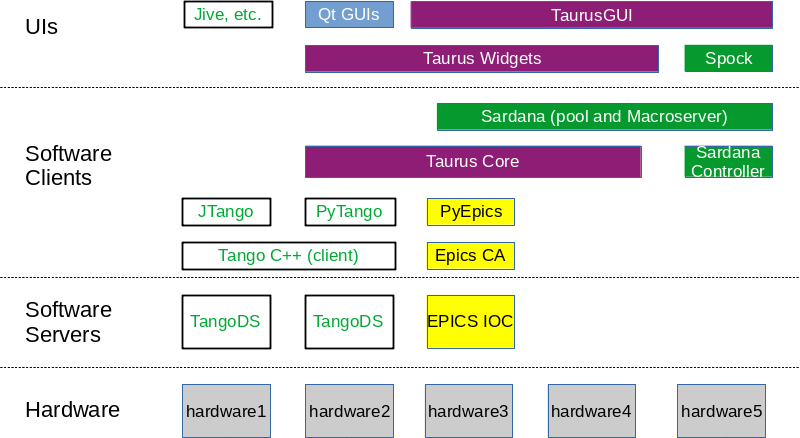 UIs
Jive, etc.
Qt GUIs
TaurusGUI
Taurus Widgets
Spock
Software
Clients
Sardana (pool and Macroserver)
Taurus Core
Sardana
Controller
JTango
PyTango
PyEpics
Tango C++ (client)
Epics CA
Software
Servers
TangoDS
TangoDS
EPICS IOC
Hardware
hardware1
hardware2
hardware3
hardware4
hardware5